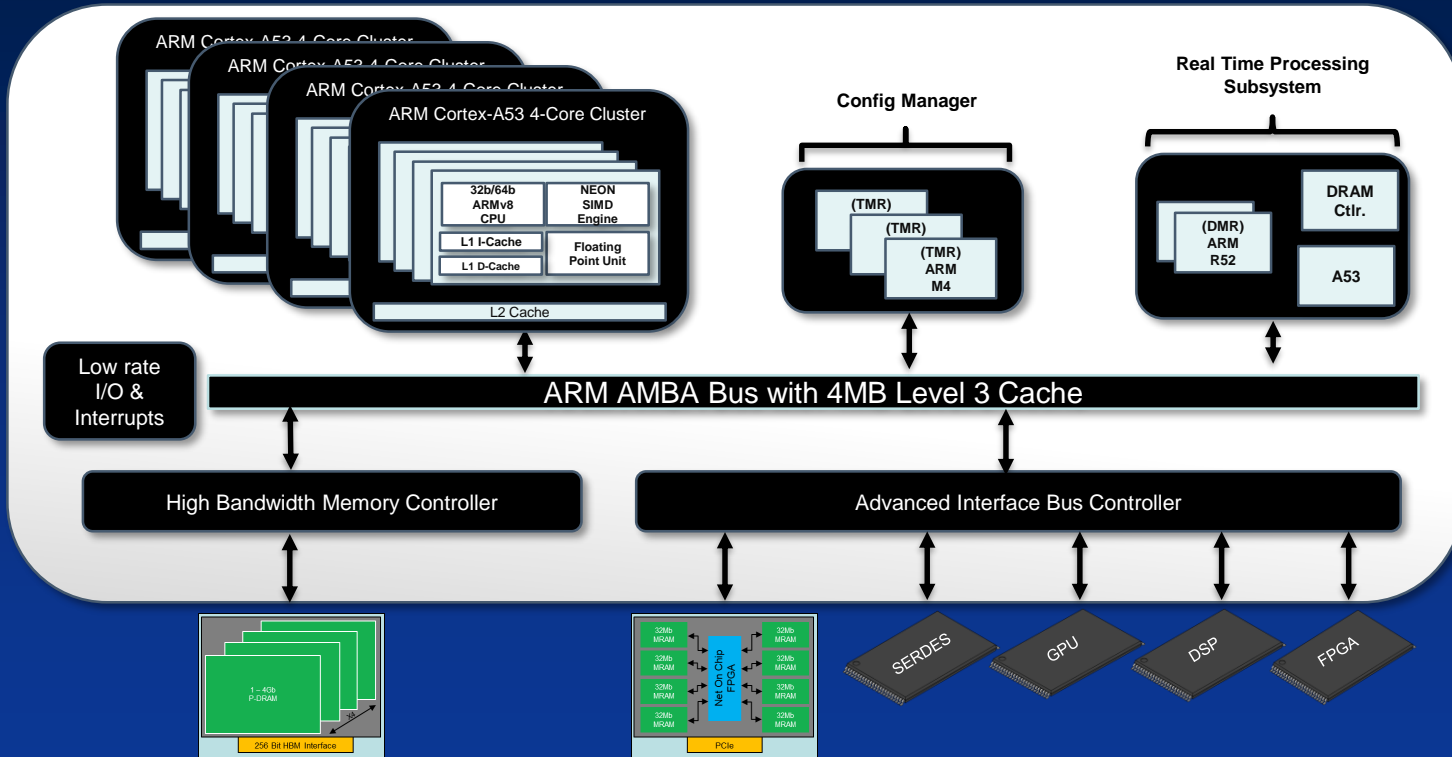 ARM Cortex-A53 4-Core Cluster
ARM Cortex-A53 4-Core Cluster
ARM Cortex-A53 4-Core Cluster
ARM Cortex-A53 4-Core Cluster
32b/64b
ARMv8
CPU
NEON
SIMD
Engine
L1 I-Cache
L1 D-Cache
Floating
Point Unit
L2 Cache
Config Manager
(TMR)
(TMR)
(TMR)
ARM
M4
Real Time Processing
Subsystem
(DMR)
ARM
R52
DRAM
Ctlr.
A53
Low rate
I/O &
Interrupts
ARM AMBA Bus with 4MB Level 3 Cache
High Bandwidth Memory Controller
Advanced Interface Bus Controller
1 – 4Gb
P-DRAM
X4
256 Bit HBM Interface
32Mb
MRAM
32Mb
MRAM
32Mb
MRAM
32Mb
MRAM
Net On Chip
FPGA
32Mb
MRAM
32Mb
MRAM
32Mb
MRAM
32Mb
MRAM
PCIe
SERDES
GPU
DSP
FPGA